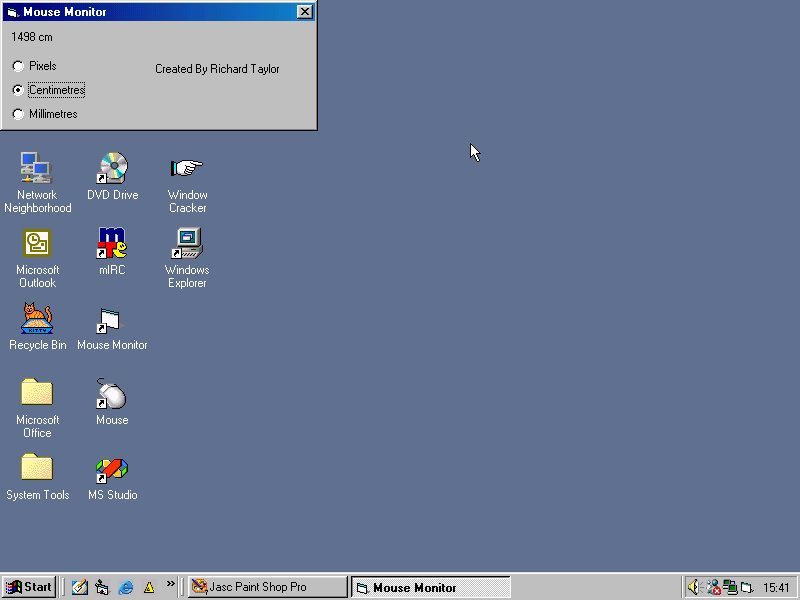 Mouse Monitor
1498 cm
Pixels
Created By Richard Taylor
Centimetres
Millimetres
Network
Neighborhood
DVD Drive
Window
Cracker
Microsoft
Outlook
mIRC
Windows
Explorer
Recycle Bin
Mouse Monitor
Microsoft
Office
Mouse
System Tools
MS Studio
Start
Jasc Paint Shop Pro
Mouse Monitor
15:41